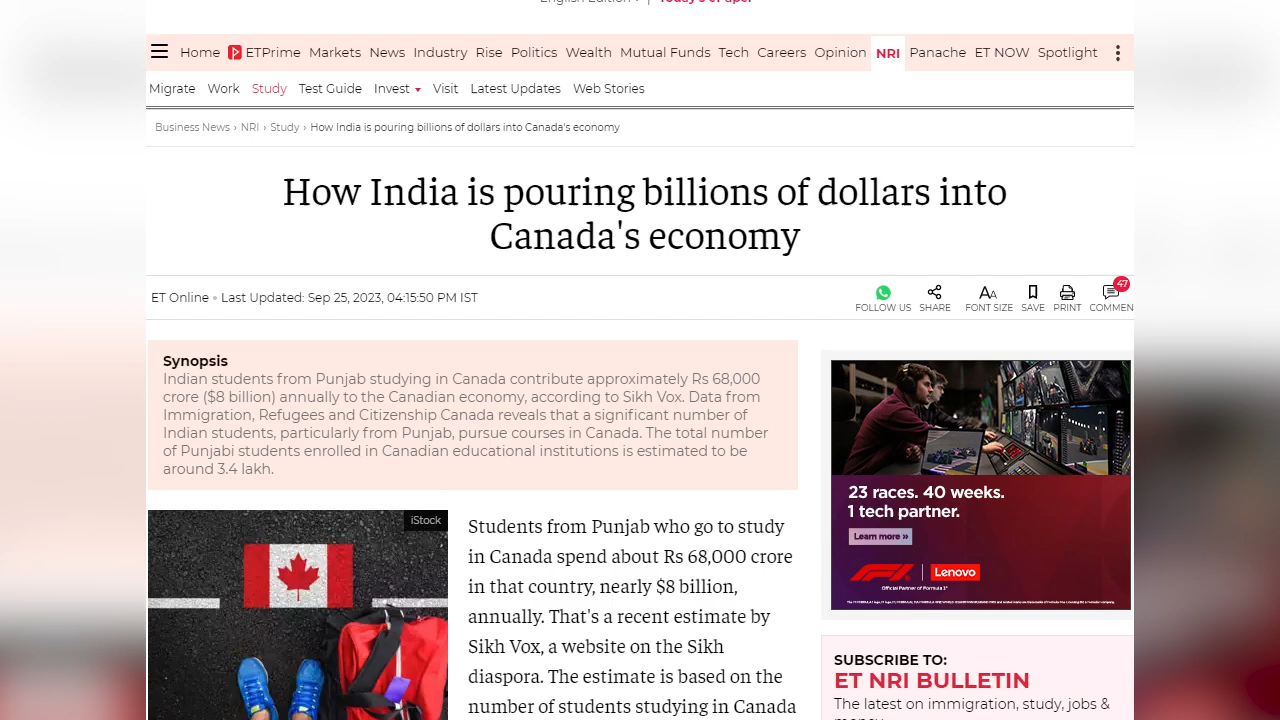 Home ETPrime Markets News Industry Rise Politics Wealth Mutual Funds Tech Careers Opinion NRI Panache ET NOW Spotlight
Migrate Work Study Test Guide Invest Visit Latest Updates Web Stories
Business News › NRI › Study › How India is pouring billions of dollars into Canada's economy
How India is pouring billions of dollars into
Canada's economy
ET Online Last Updated: Sep 25, 2023, 04:15:50 PM IST
FOLLOW US SHARE FONT SIZE SAVE PRINT COMMEN
47
Synopsis
Indian students from Punjab studying in Canada contribute approximately Rs 68,000
crore ($8 billion) annually to the Canadian economy, according to Sikh Vox. Data from
Immigration, Refugees and Citizenship Canada reveals that a significant number of
Indian students, particularly from Punjab, pursue courses in Canada. The total number
of Punjabi students enrolled in Canadian educational institutions is estimated to be
around 3.4 lakh.
iStock
Students from Punjab who go to study
in Canada spend about Rs 68,000 crore
in that country, nearly $8 billion,
annually. That's a recent estimate by
Sikh Vox, a website on the Sikh
diaspora. The estimate is based on the
number of students studying in Canada
23 races. 40 weeks.
1 tech partner.
Learn more »
F1 Lenovo
Official Partner of Formula 1®
SUBSCRIBE TO:
ET NRI BULLETIN
The latest on immigration, study, jobs &